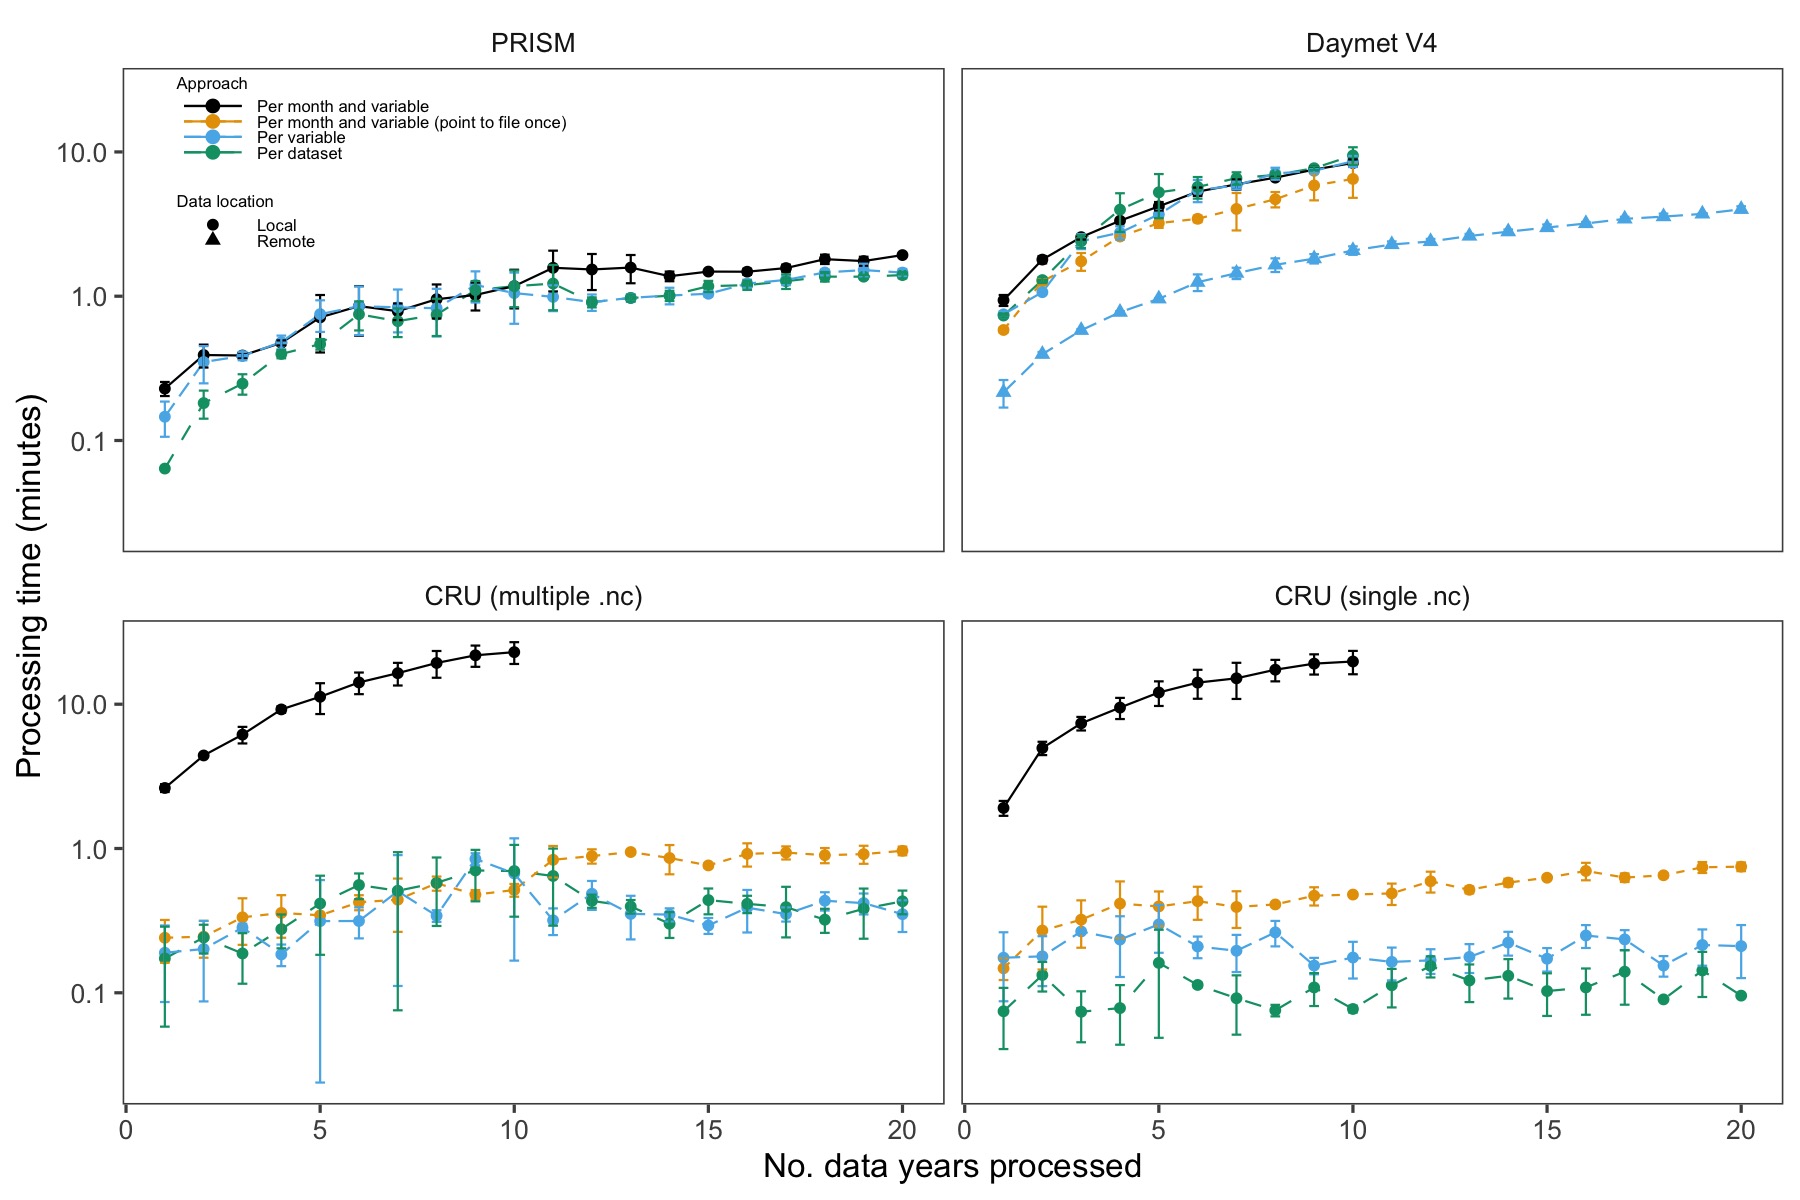 PRISM
Daymet V4
Approach
Per month and variable
Per month and variable (point to file once)
Per variable
Per dataset
Data location
Local
Remote
10.0
1.0
0.1
Processing time (minutes)
CRU (multiple .nc)
CRU (single .nc)
10.0
1.0
0.1
0 5 10 15 20
0 5 10 15 20
No. data years processed